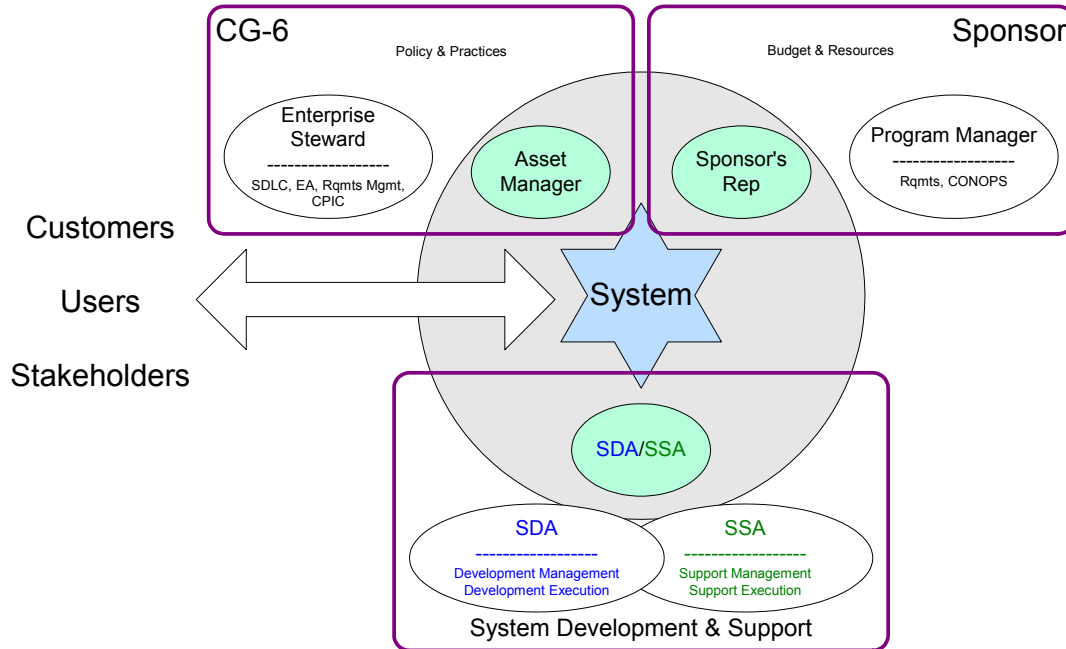 CG-6
Policy & Practices
Enterprise
Steward
------------------
SDLC, EA, Rqmts Mgmt,
CPIC
Asset
Manager
Sponsor
Budget & Resources
Sponsor's
Rep
Program Manager
------------------
Rqmts, CONOPS
Customers
Users
Stakeholders
System
SDA/SSA
SDA
------------------
Development Management
Development Execution
SSA
------------------
Support Management
Support Execution
System Development & Support